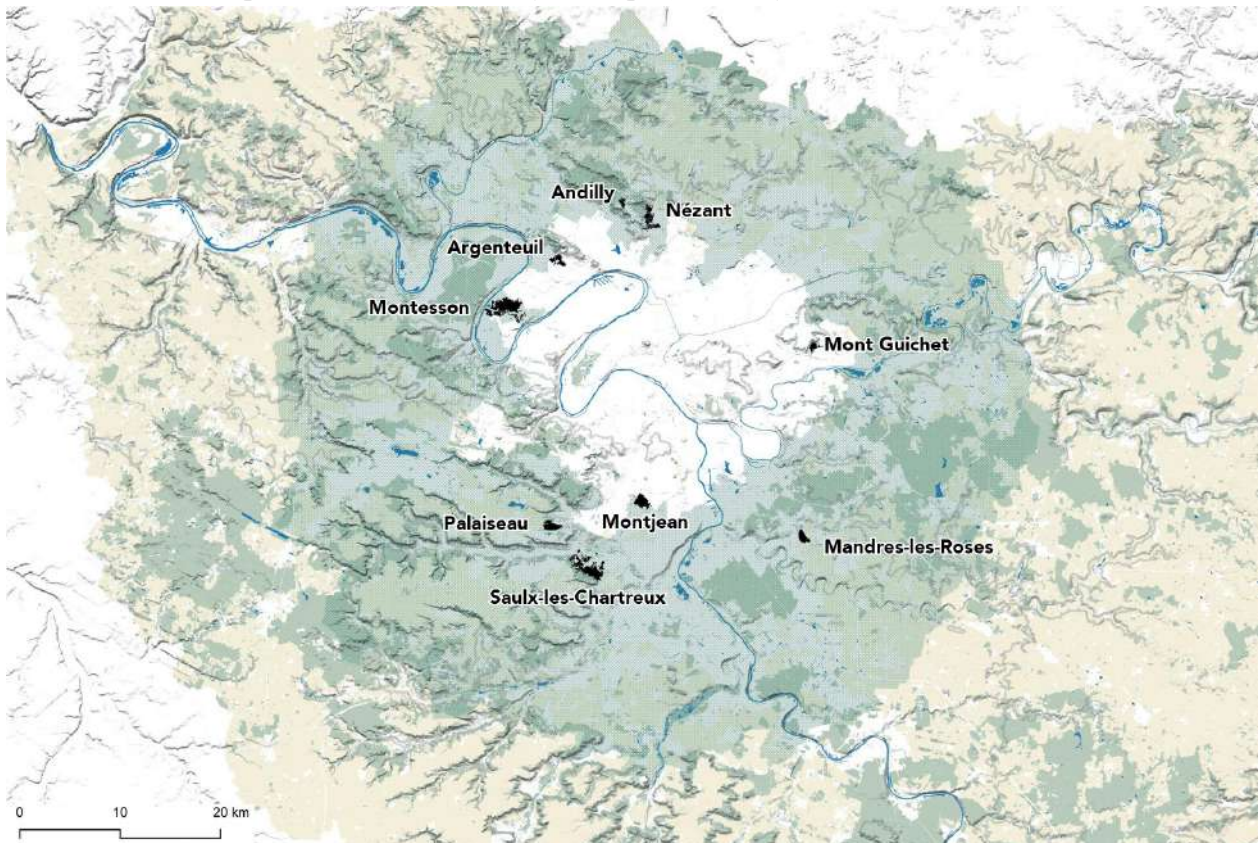 Andilly
Nézant
Argenteuil
Montesson
Mont Guichet
Palaiseau
Montjean
Mandres-les-Roses
Saulx-les-Chartreux
0 10 20 km